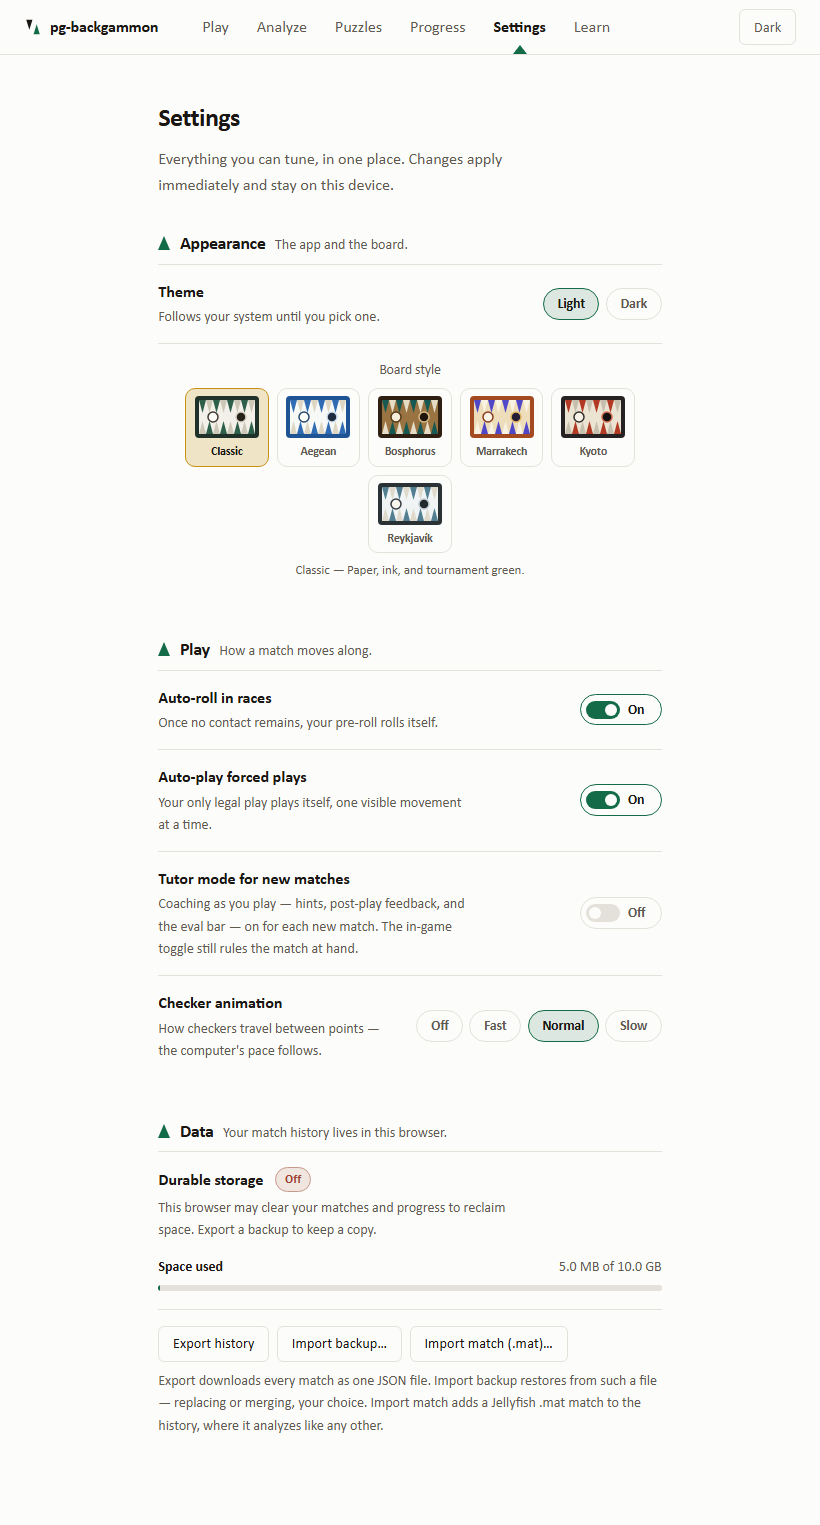 pg-backgammon Play Analyze Puzzles Progress Settings Learn Dark
Settings
Everything you can tune, in one place. Changes apply
immediately and stay on this device.
Appearance The app and the board.
Theme
Follows your system until you pick one.
Light Dark
Board style
Classic Aegean Bosphorus Marrakech Kyoto
Reykjavík
Classic — Paper, ink, and tournament green.
Play How a match moves along.
Auto-roll in races
Once no contact remains, your pre-roll rolls itself.
On
Auto-play forced plays
Your only legal play plays itself, one visible movement
at a time.
On
Tutor mode for new matches
Coaching as you play — hints, post-play feedback, and
the eval bar — on for each new match. The in-game
toggle still rules the match at hand.
Off
Checker animation
How checkers travel between points —
the computer's pace follows.
Off Fast Normal Slow
Data Your match history lives in this browser.
Durable storage Off
This browser may clear your matches and progress to reclaim
space. Export a backup to keep a copy.
Space used 5.0 MB of 10.0 GB
Export history Import backup… Import match (.mat)…
Export downloads every match as one JSON file. Import backup restores from such a file
— replacing or merging, your choice. Import match adds a Jellyfish .mat match to the
history, where it analyzes like any other.